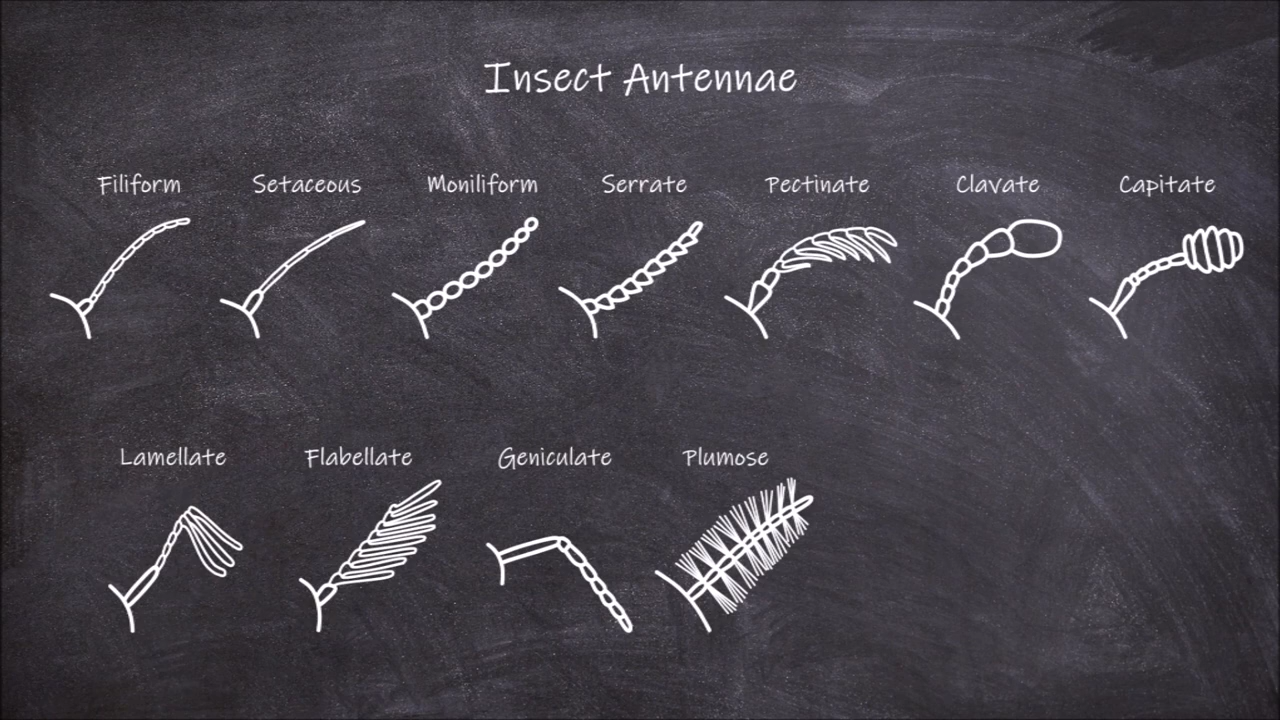 Insect Antennae
Filiform Setaceous Moniliform Serrate Pectinate Clavate Capitate
Lamellate Flabellate Geniculate Plumose